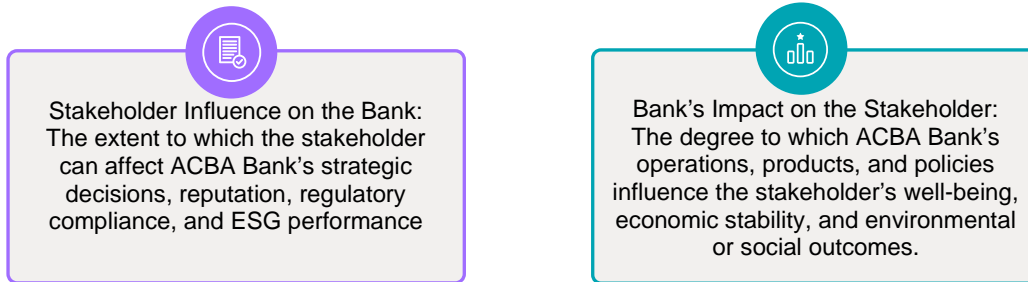 Stakeholder Influence on the Bank:
The extent to which the stakeholder
can affect ACBA Bank’s strategic
decisions, reputation, regulatory
compliance, and ESG performance
Bank’s Impact on the Stakeholder:
The degree to which ACBA Bank’s
operations, products, and policies
influence the stakeholder’s well-being,
economic stability, and environmental
or social outcomes.